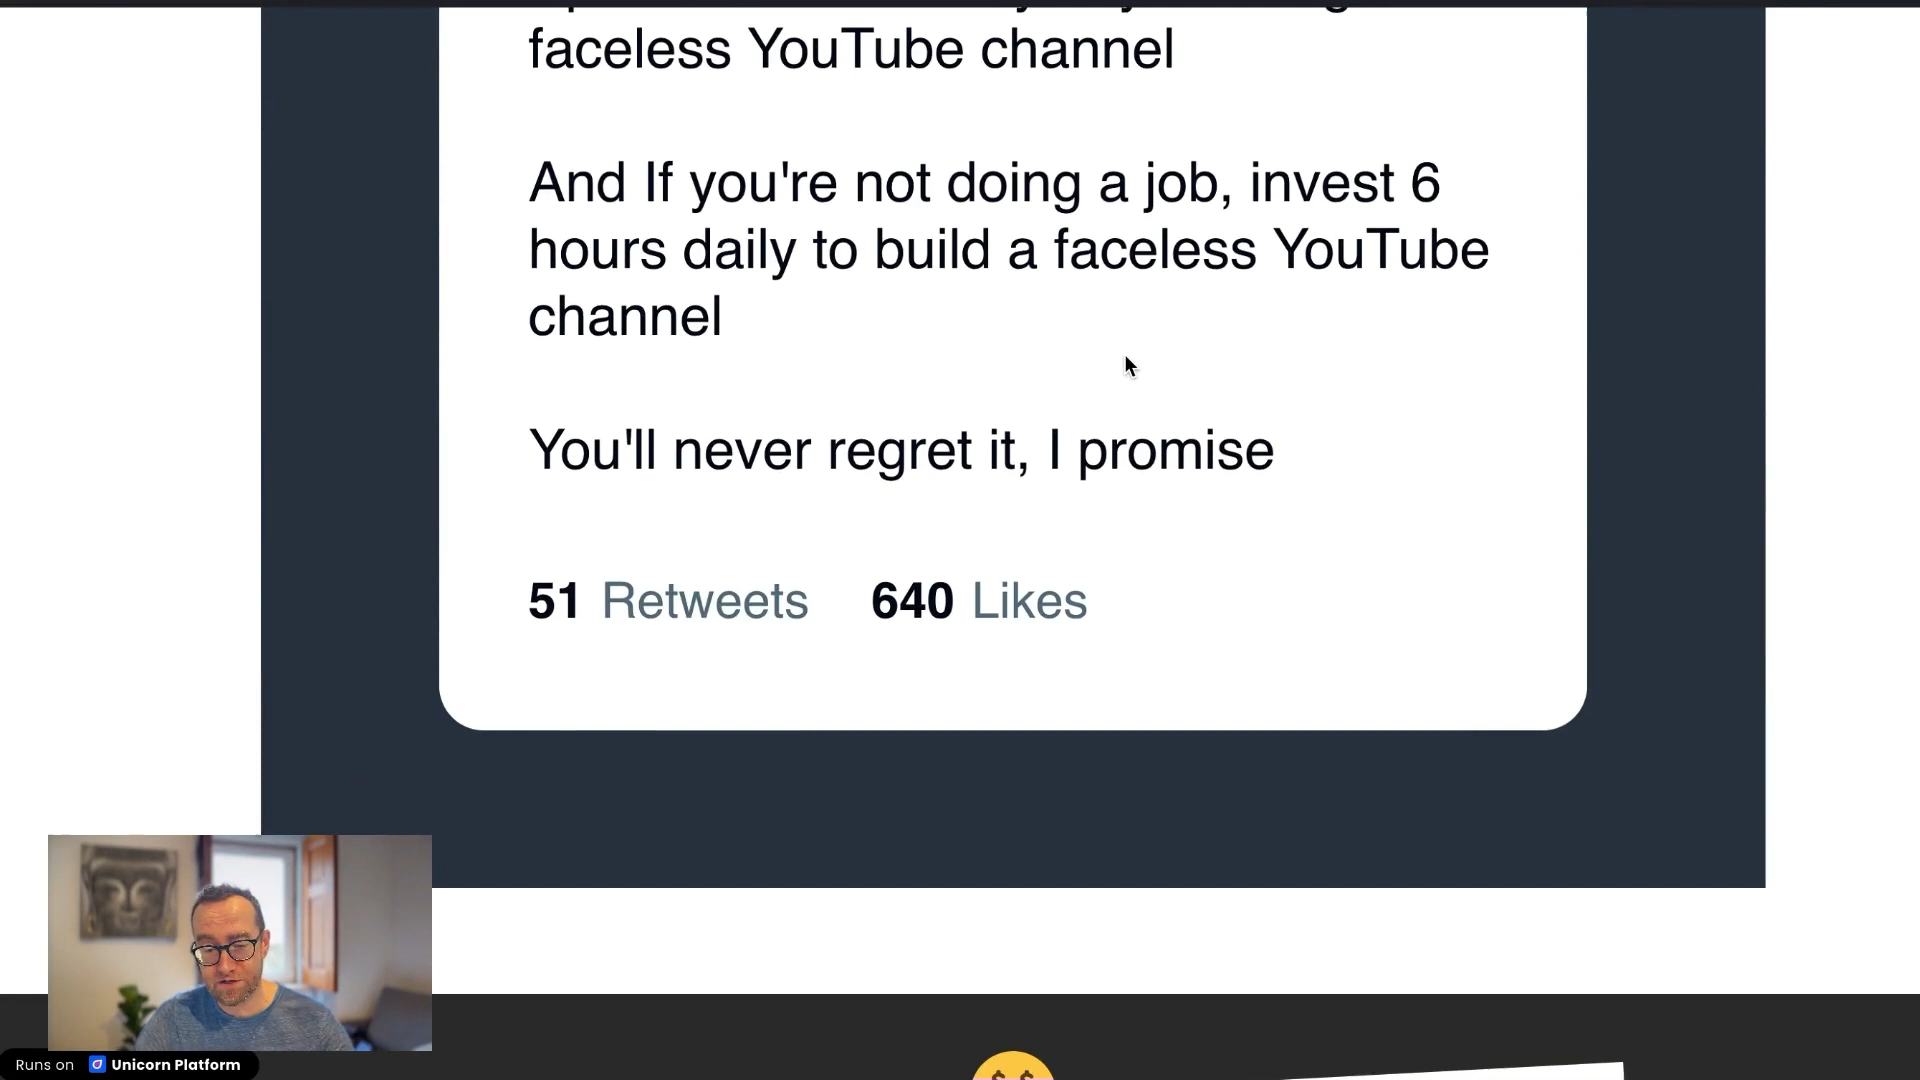 faceless YouTube channel
And If you're not doing a job, invest 6
hours daily to build a faceless YouTube
channel
You'll never regret it, I promise
51 Retweets 640 Likes
Runs on Unicorn Platform